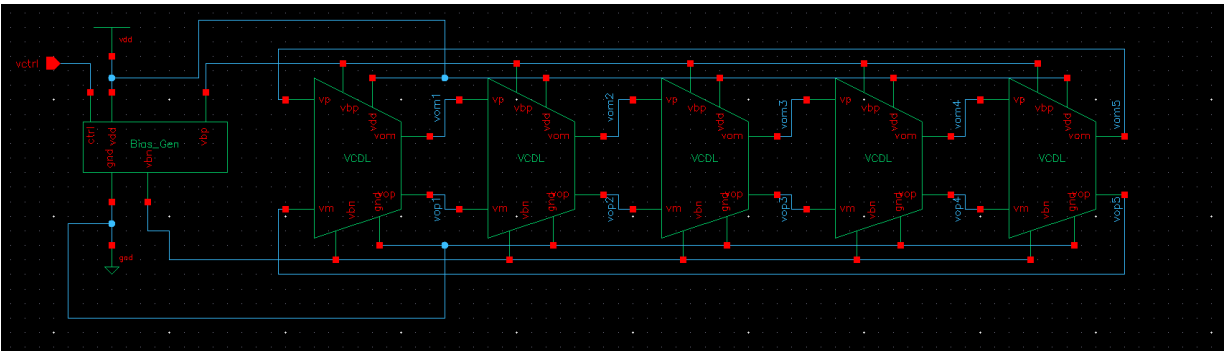 vdd
vctrl
ctrl
vdd
vbp
Bias_Gen
gnd
vbn
gnd
vp
vbp
vdd
vom
VCDL
vop
vm
vbn
gnd
vom1
vop1
vp
vbp
vdd
vom
VCDL
vop
vm
vbn
gnd
vom2
vop2
vp
vbp
vdd
vom
VCDL
vop
vm
vbn
gnd
vom3
vop3
vp
vbp
vdd
vom
VCDL
vop
vm
vbn
gnd
vom4
vop4
vp
vbp
vdd
vom
VCDL
vop
vm
vbn
gnd
vom5
vop5